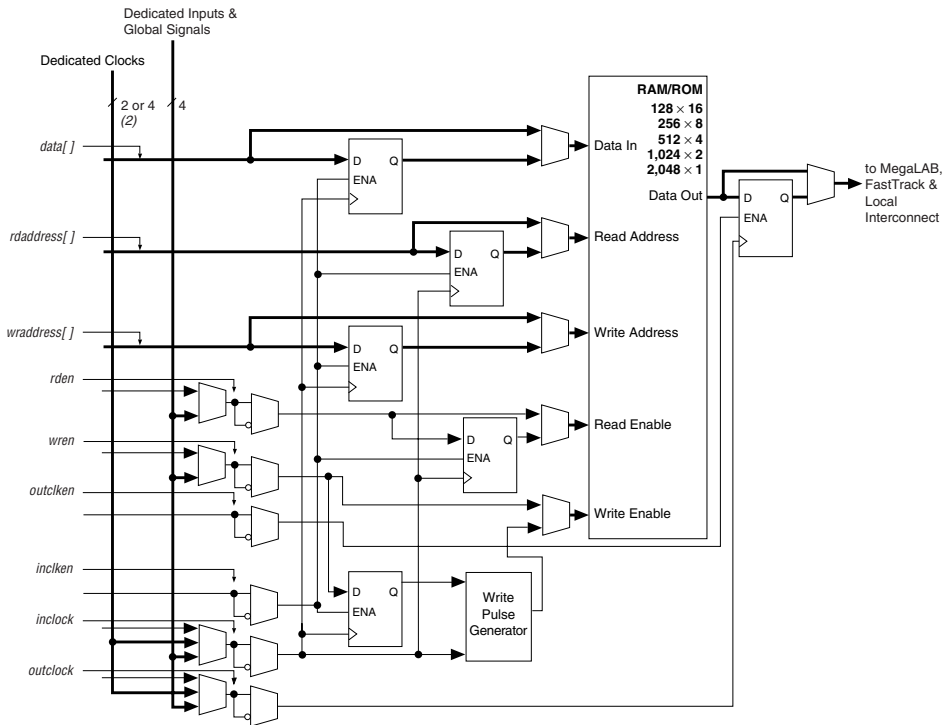 Dedicated Inputs &
Global Signals
Dedicated Clocks
2 or 4
(2)
4
RAM/ROM
128 × 16
256 × 8
512 × 4
1,024 × 2
2,048 × 1
data[ ]
D Q
ENA
Data In
Data Out
D Q
ENA
to MegaLAB,
FastTrack &
Local
Interconnect
rdaddress[ ]
D Q
ENA
Read Address
wraddress[ ]
D Q
ENA
Write Address
rden
D Q
ENA
Read Enable
wren
outclken
Write Enable
inclken
D Q
ENA
Write
Pulse
Generator
inclock
outclock